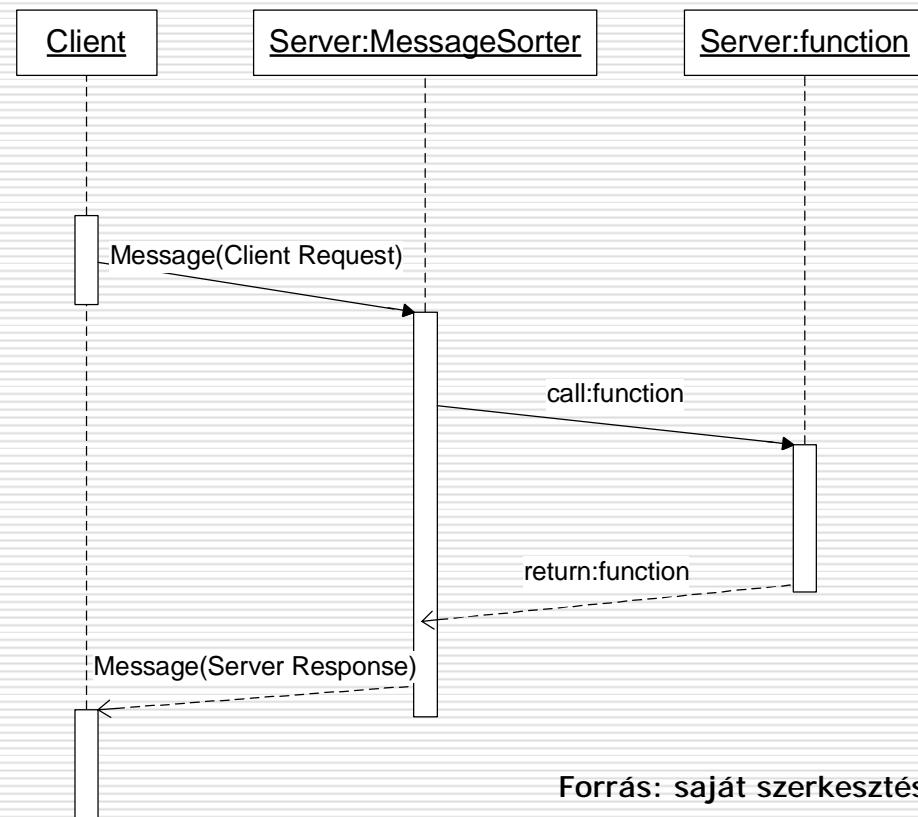 Client
Server:MessageSorter
Server:function
Message(Client Request)
call:function
return:function
Message(Server Response)
Forrás: saját szerkesztés